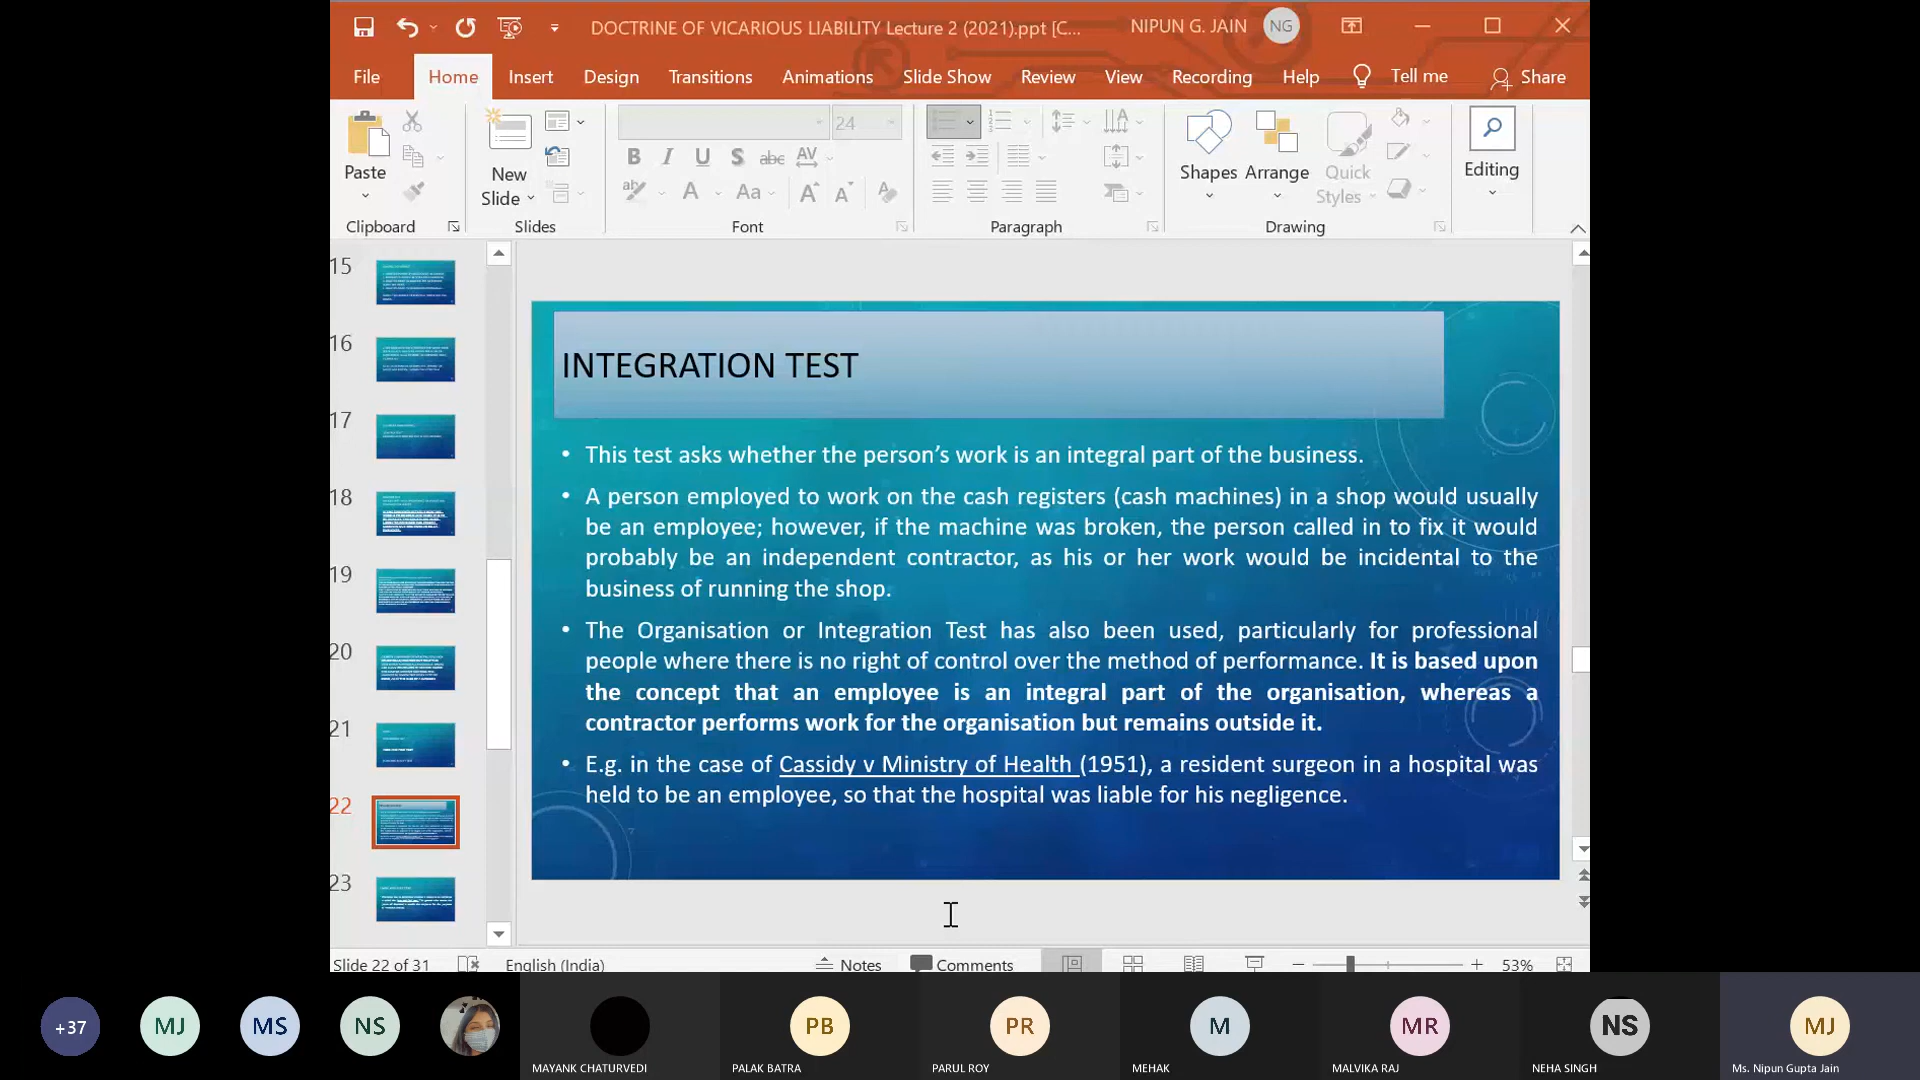 DOCTRINE OF VICARIOUS LIABILITY Lecture 2 (2021).ppt [C...
NIPUN G. JAIN
NG
File
Home
Insert
Design
Transitions
Animations
Slide Show
Review
View
Recording
Help
Tell me
Share
24
Paste
New
Slide
Shapes
Arrange
Quick
Styles
Editing
Clipboard
Slides
Font
Paragraph
Drawing
15
16
17
18
19
20
21
22
23
INTEGRATION TEST
• This test asks whether the person's work is an integral part of the business.
• A person employed to work on the cash registers (cash machines) in a shop would usually
be an employee; however, if the machine was broken, the person called in to fix it would
probably be an independent contractor, as his or her work would be incidental to the
business of running the shop.
• The Organisation or Integration Test has also been used, particularly for professional
people where there is no right of control over the method of performance. It is based upon
the concept that an employee is an integral part of the organisation, whereas a
contractor performs work for the organisation but remains outside it.
• E.g. in the case of Cassidy v Ministry of Health (1951), a resident surgeon in a hospital was
held to be an employee, so that the hospital was liable for his negligence.
Slide 22 of 31
English (India)
Notes
Comments
53%
+37
MJ
MS
NS
PB
PR
M
MR
NS
MJ
MAYANK CHATURVEDI
PALAK BATRA
PARUL ROY
MEHAK
MALVIKA RAJ
NEHA SINGH
Ms. Nipun Gupta Jain